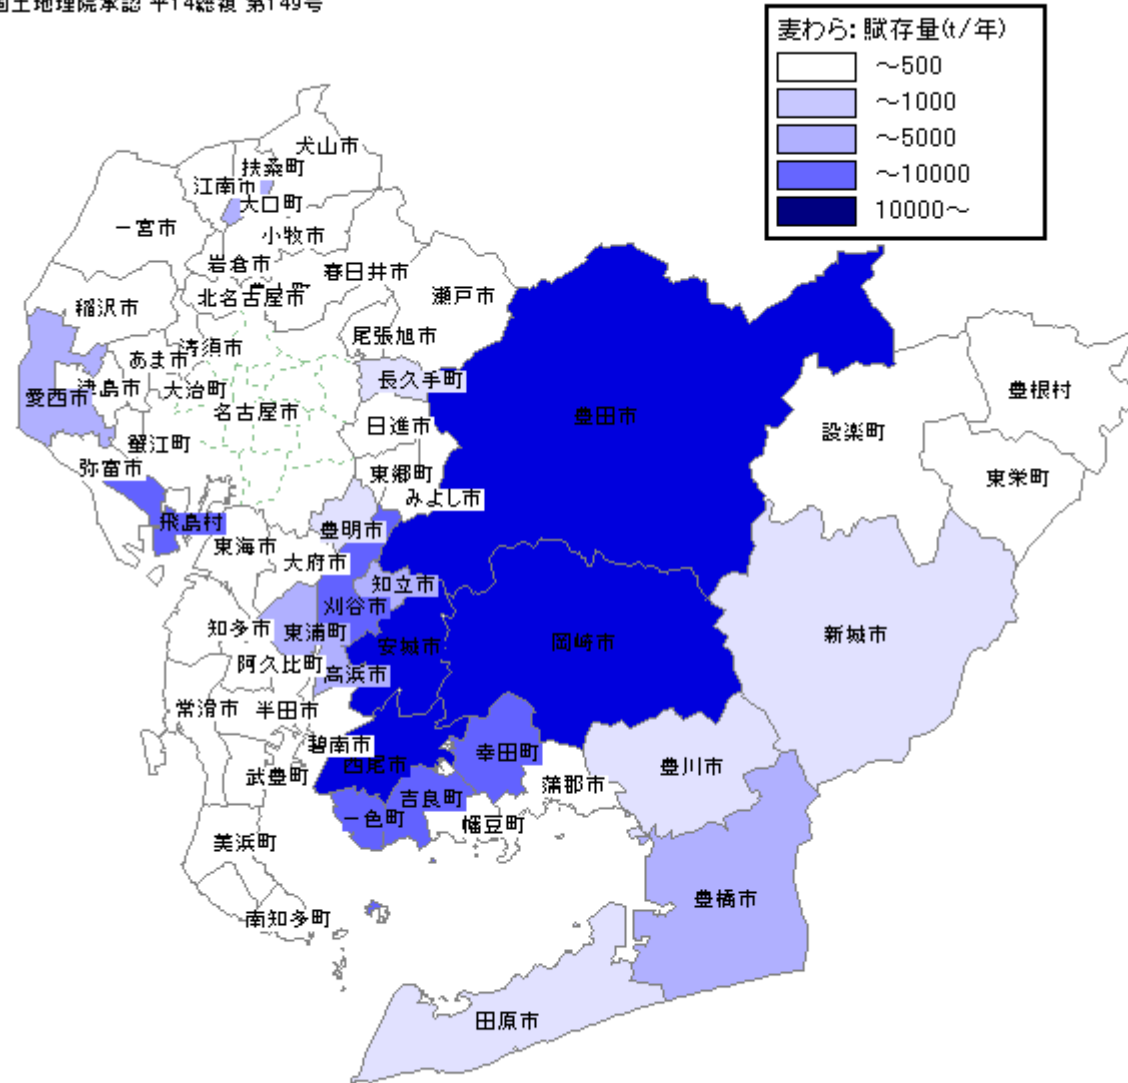 国土地理院承認 平14総複 第149号
麦わら: 賦存量(t/年)
～500
～1000
～5000
～10000
10000～
犬山市
扶桑町
江南市
大口町
一宮市
小牧市
岩倉市
春日井市
北名古屋市
瀬戸市
稲沢市
尾張旭市
清須市
あま市
長久手町
津島市
大治町
愛西市
名古屋市
豊田市
豊根村
日進市
設楽町
蟹江町
弥富市
東郷町
東栄町
みよし市
飛島村
豊明市
東海市
大府市
知立市
刈谷市
知多市
東浦町
新城市
安城市
岡崎市
阿久比町
高浜市
常滑市
半田市
碧南市
幸田町
西尾市
豊川市
武豊町
蒲郡市
吉良町
一色町
幡豆町
美浜町
豊橋市
南知多町
田原市